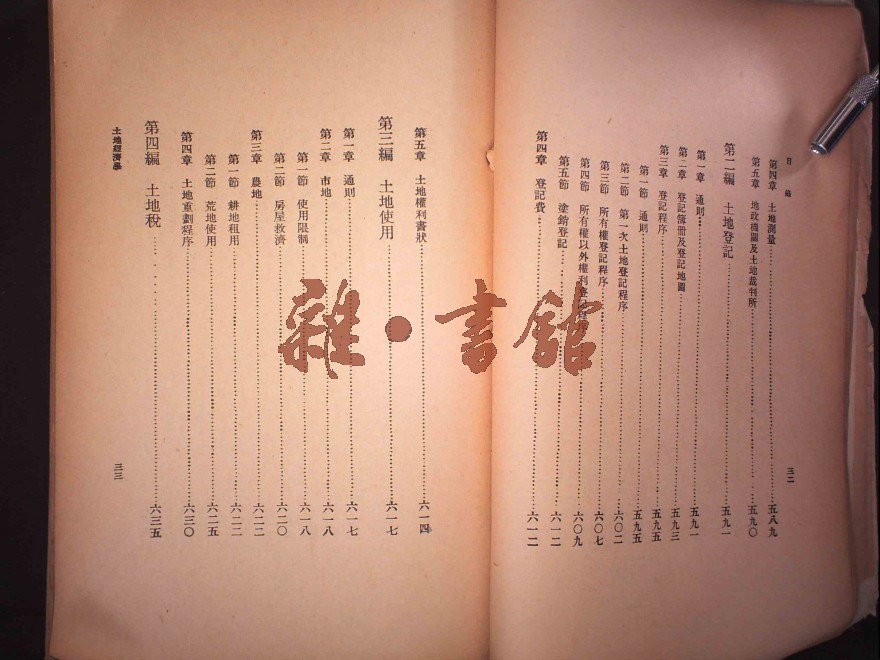 目錄
第四章 土地測量 五八九
第五章 地政機關及土地裁判所 五九〇
第二編 土地登記 五九一
第一章 通則 五九一
第二章 登記簿册及登記地圖 五九三
第三章 登記程序 五九五
第一節 通則 五九五
第二節 第一次土地登記程序 六〇二
第三節 所有權登記程序 六〇七
第四節 所有權以外權利登記程序 六〇九
第五節 塗銷登記 六一二
第四章 登記費 六一二
三二
第五章 土地權利書狀 六一四
第三編 土地使用 六一七
第一章 通則 六一七
第二章 市地 六一八
第一節 使用限制 六一八
第二節 房屋救濟 六二〇
第三章 農地 六二二
第一節 耕地租用 六二二
第二節 荒地使用 六二五
第四章 土地重劃程序 六三〇
第四編 土地稅 六三五
土地經濟學
三三
雜·書館